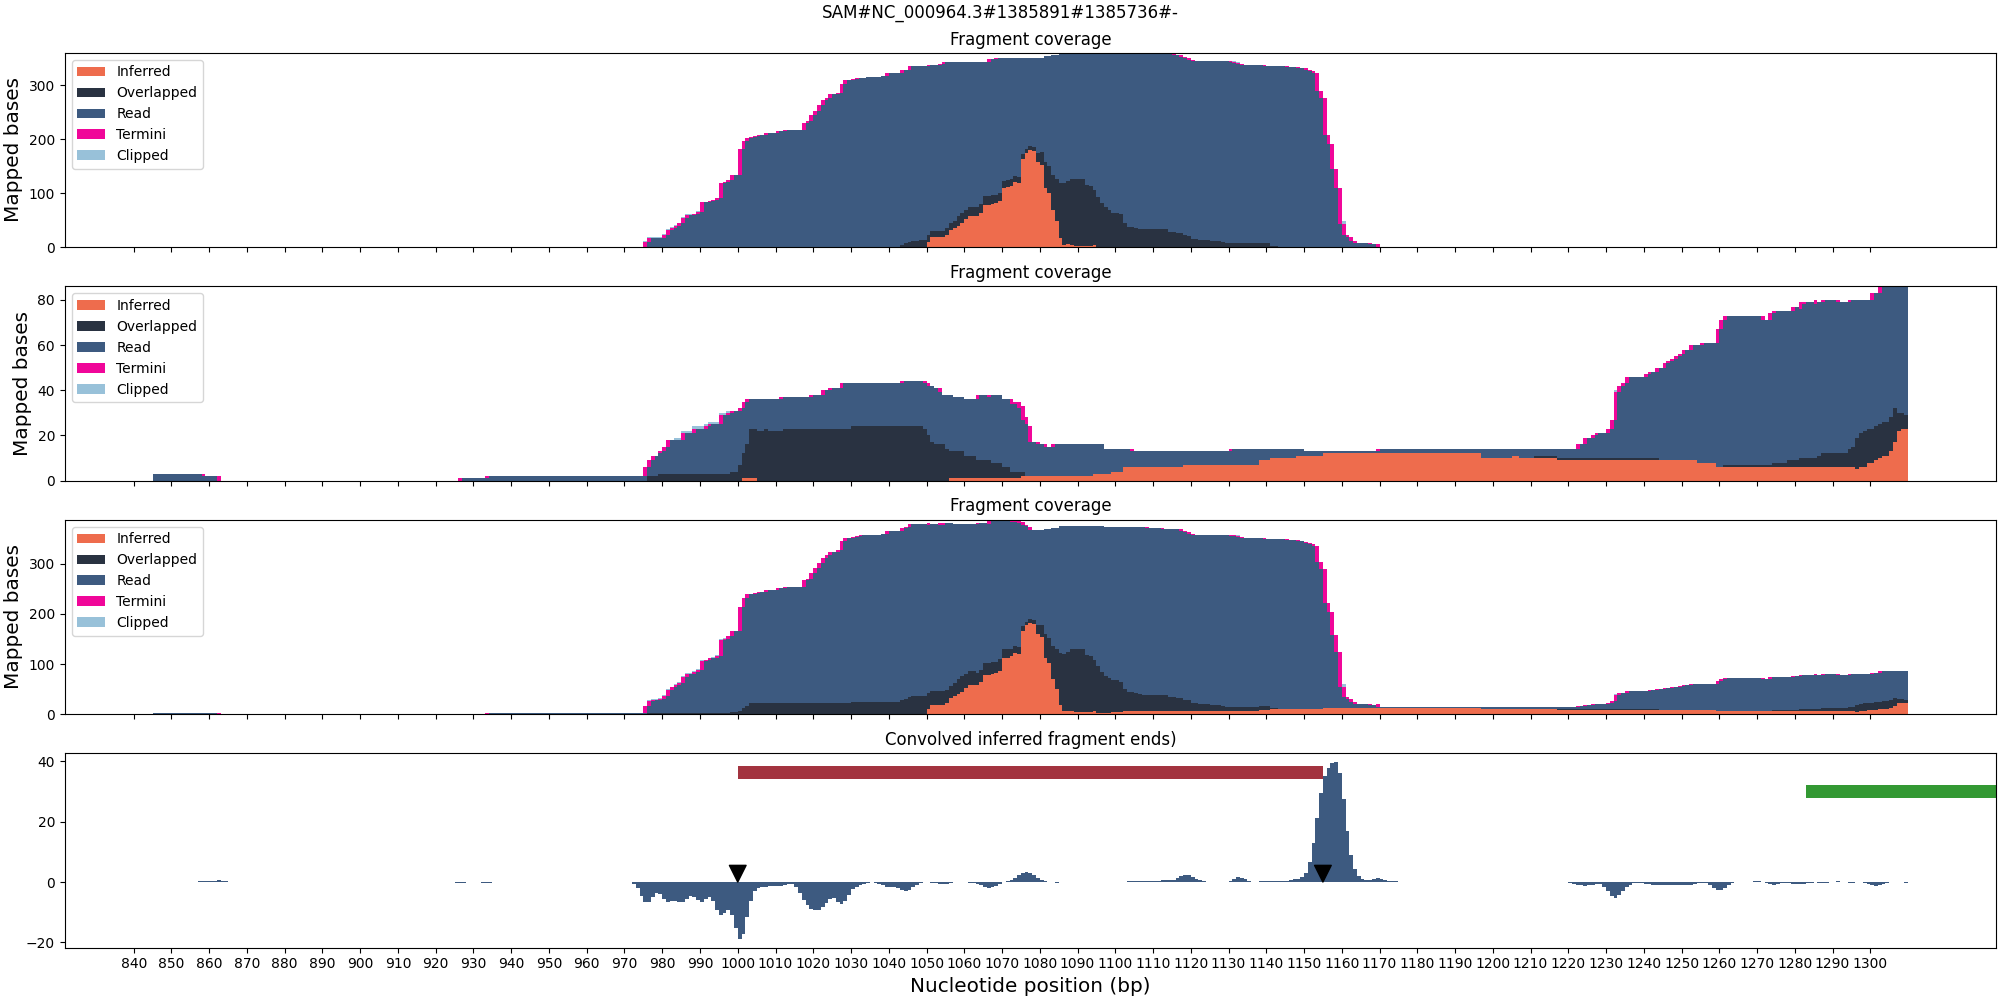 SAM#NC_000964.3#1385891#1385736#-
Fragment coverage
Mapped bases
300
200
100
0
Inferred
Overlapped
Read
Termini
Clipped
Fragment coverage
Mapped bases
80
60
40
20
0
Inferred
Overlapped
Read
Termini
Clipped
Fragment coverage
Mapped bases
300
200
100
0
Inferred
Overlapped
Read
Termini
Clipped
Convolved inferred fragment ends)
40
20
0
−20
840 850 860 870 880 890 900 910 920 930 940 950 960 970 980 990 1000 1010 1020 1030 1040 1050 1060 1070 1080 1090 1100 1110 1120 1130 1140 1150 1160 1170 1180 1190 1200 1210 1220 1230 1240 1250 1260 1270 1280 1290 1300
Nucleotide position (bp)